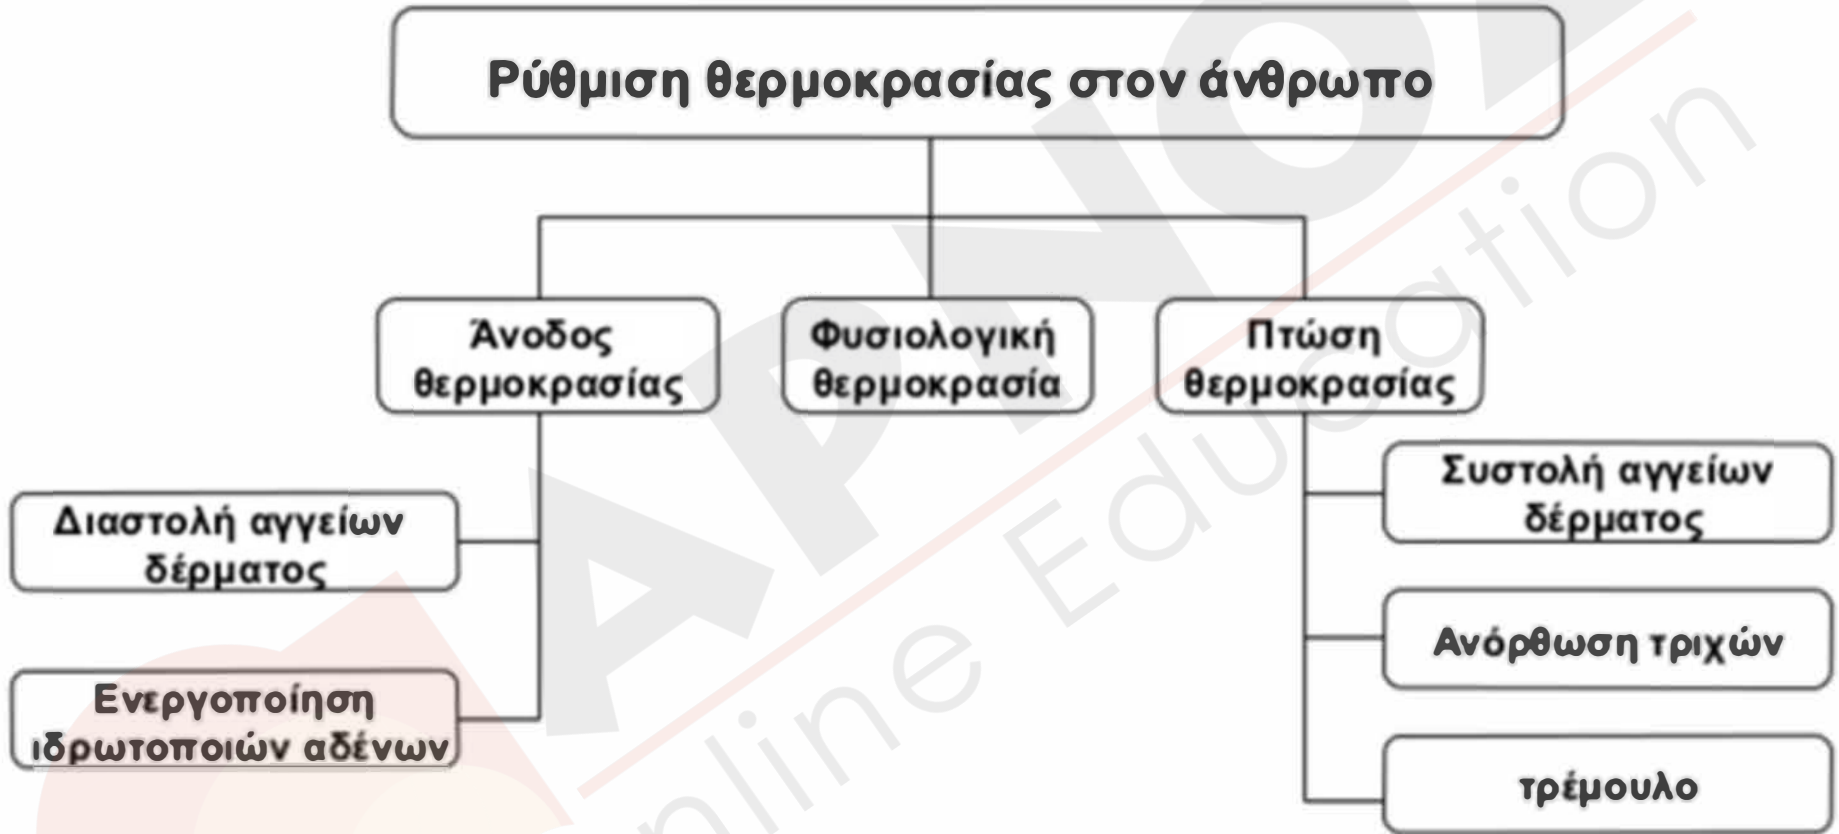 Ρύθμιση θερμοκρασίας στον άνθρωπο
Άνοδος
θερμοκρασίας
Φυσιολογική
θερμοκρασία
Πτώση
θερμοκρασίας
Διαστολή αγγείων
δέρματος
Ενεργοποίηση
ιδρωτοποιών αδένων
Συστολή αγγείων
δέρματος
Ανόρθωση τριχών
τρέμουλο
Education